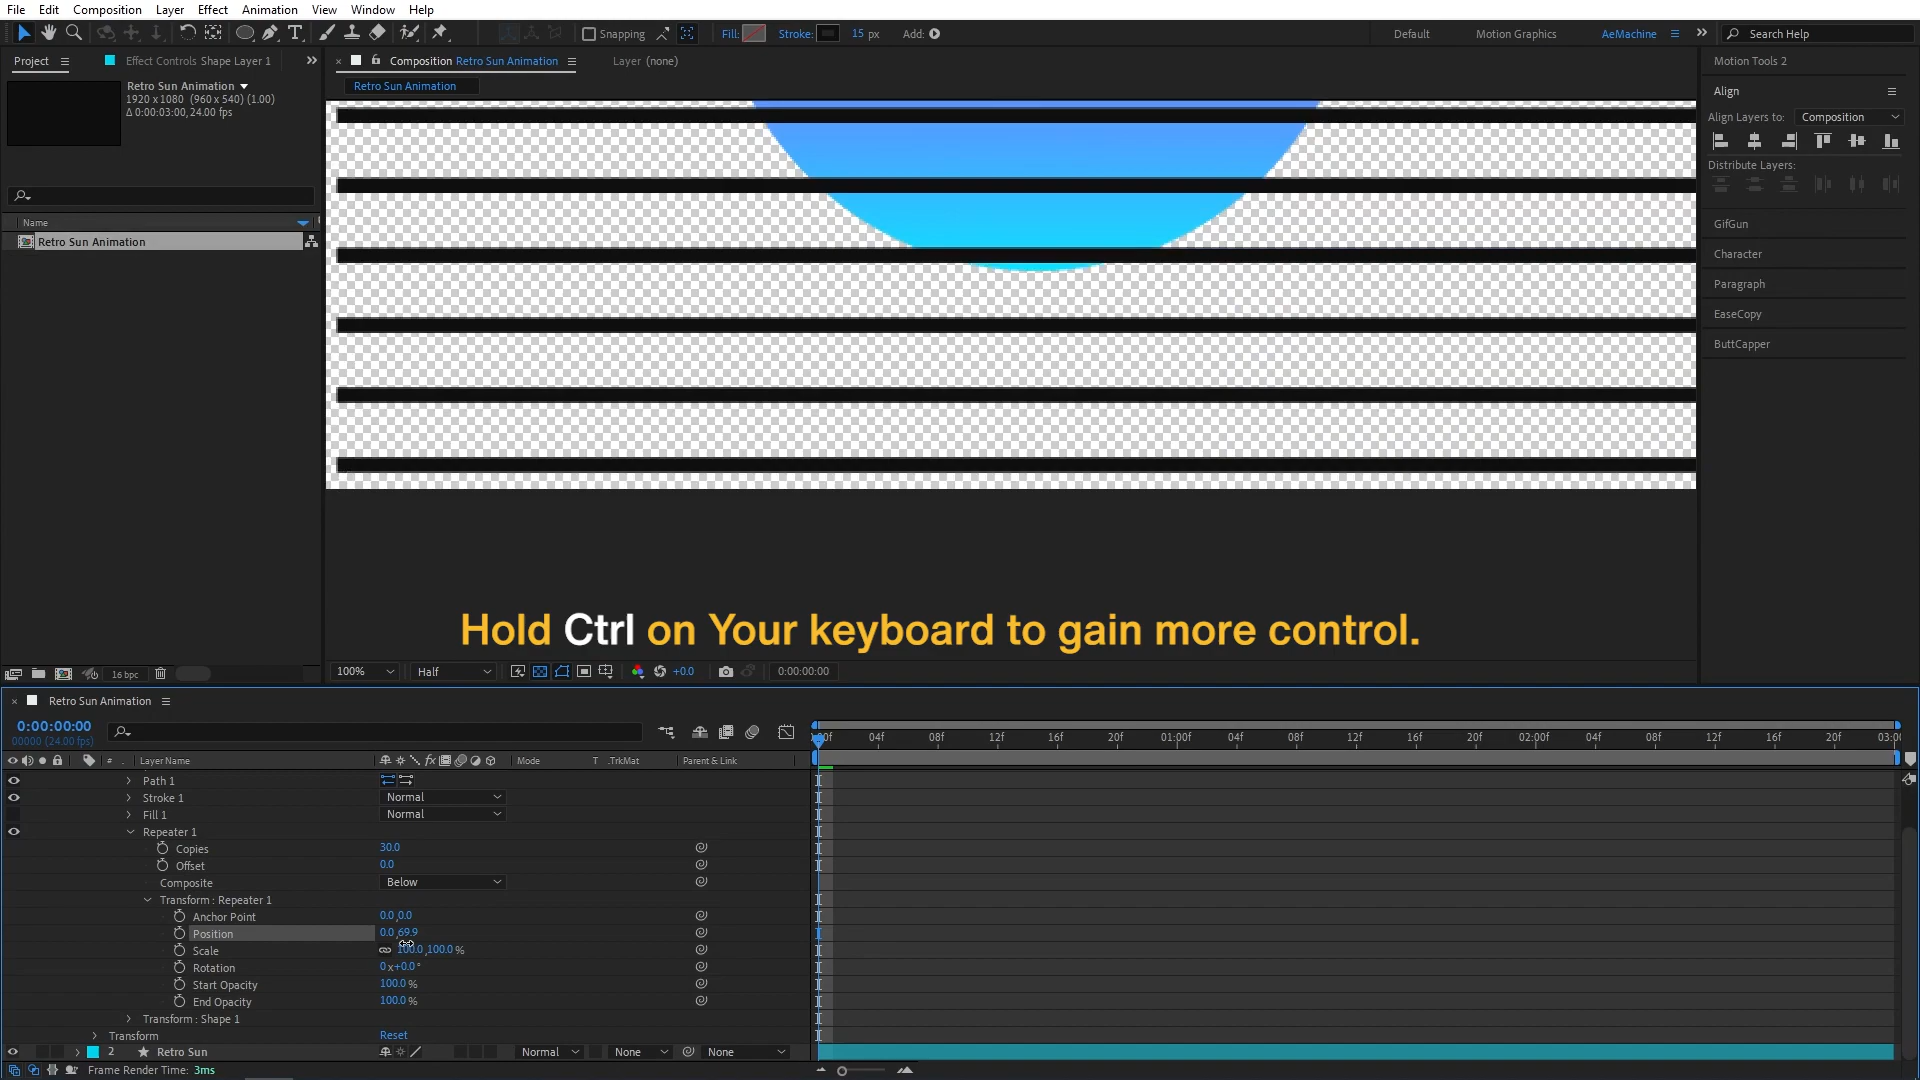 File Edit Composition Layer Effect Animation View Window Help
Snapping Fill: Stroke: 15 px Add: Default Motion Graphics AeMachine Search Help
Project Effect Controls Shape Layer 1
Composition Retro Sun Animation Layer (none)
Motion Tools 2
Retro Sun Animation
1920 x 1080 (960 x 540) (1.00)
Δ 0:00:03:00, 24.00 fps
Retro Sun Animation
Align
Align Layers to: Composition
Distribute Layers:
GifGun
Character
Paragraph
EaseCopy
ButtCapper
Name
Retro Sun Animation
Hold Ctrl on Your keyboard to gain more control.
16 bpc
100% Half +0.0 0:00:00:00
Retro Sun Animation
0:00:00:00
00000 (24.00 fps)
04f 08f 12f 16f 20f 01:00f 04f 08f 12f 16f 20f 02:00f 04f 08f 12f 16f 20f
# Layer Name Mode T .TrkMat Parent & Link
Path 1
Stroke 1 Normal
Fill 1 Normal
Repeater 1
Copies 30.0
Offset 0.0
Composite Below
Transform : Repeater 1
Anchor Point 0.0 ,0.0
Position 0.0 ,69.9
Scale 100.0 ,100.0 %
Rotation 0 x+0.0 °
Start Opacity 100.0 %
End Opacity 100.0 %
Transform : Shape 1
Transform Reset
2 Retro Sun Normal None None
Frame Render Time: 3ms